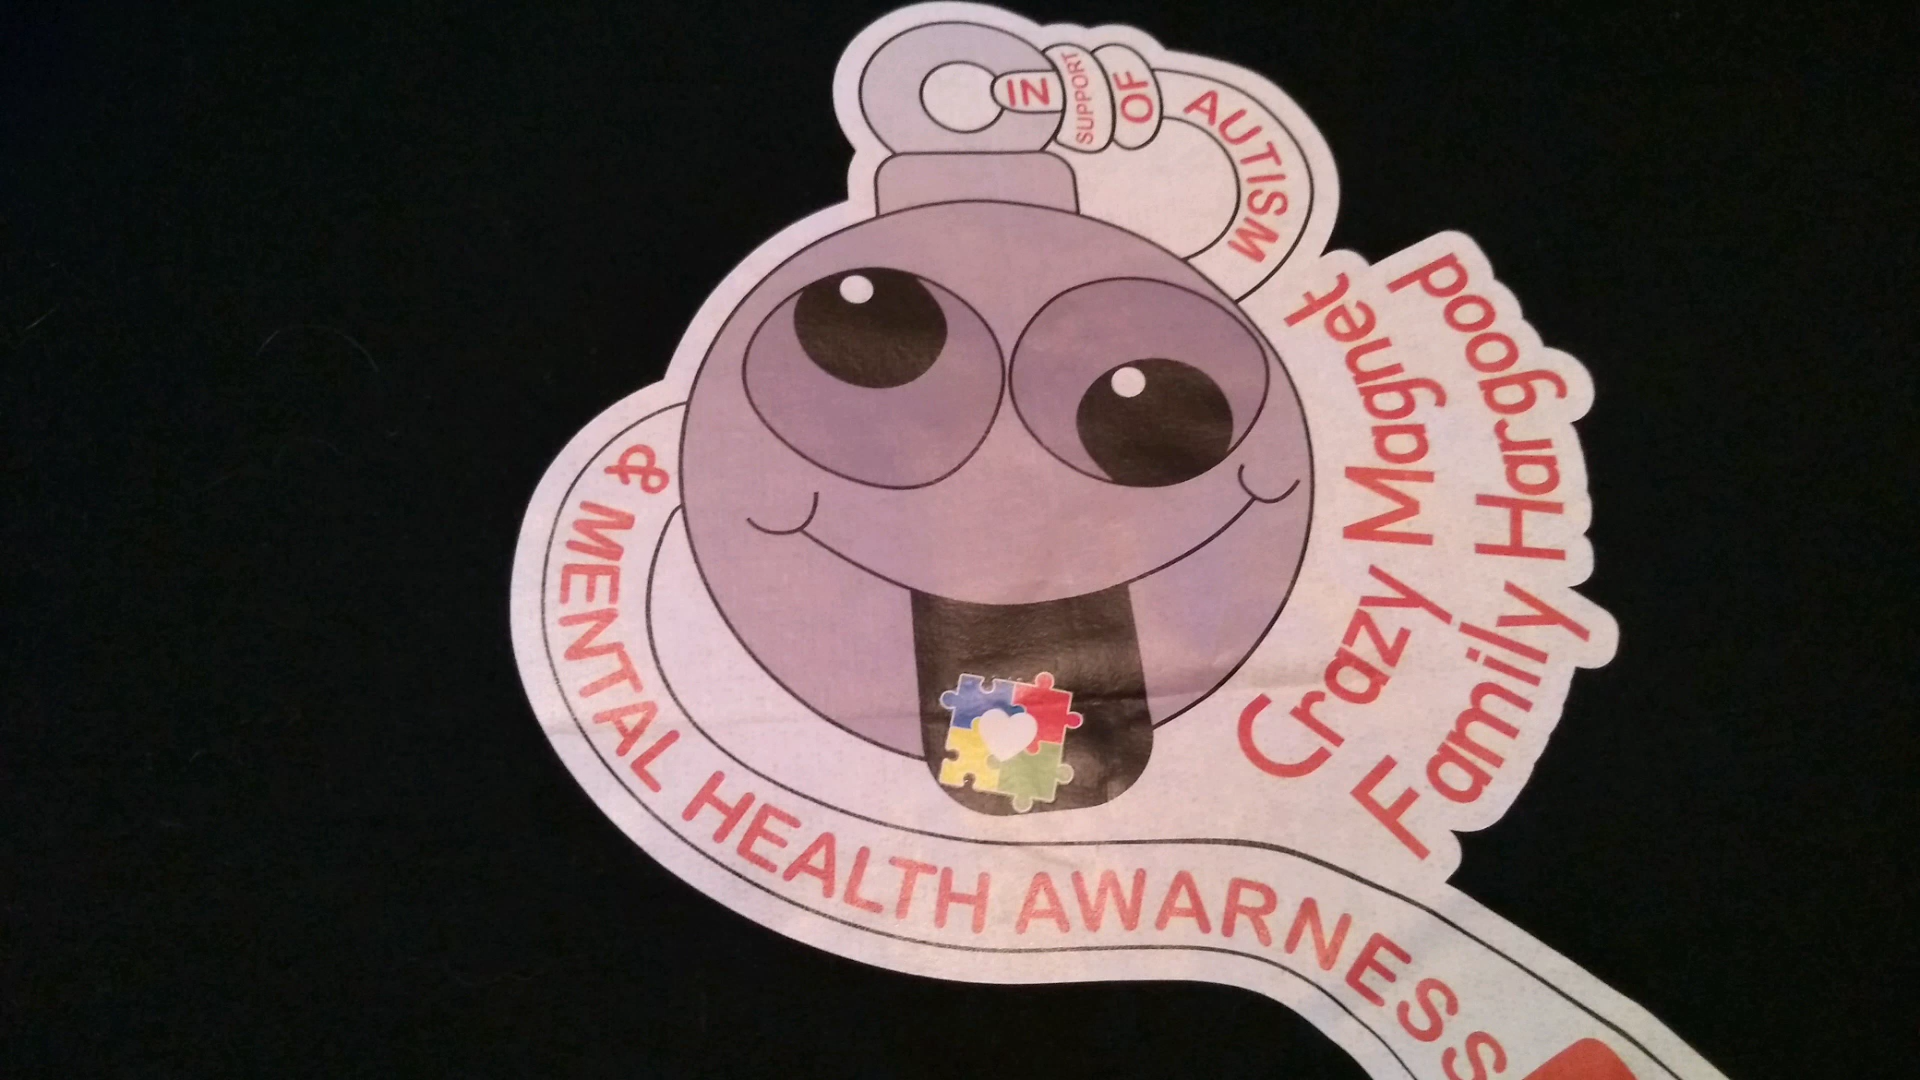 IN
SUPPORT
OF
AUTISM
& MENTAL HEALTH AWARNESS
Crazy Magnet
Family Hargood